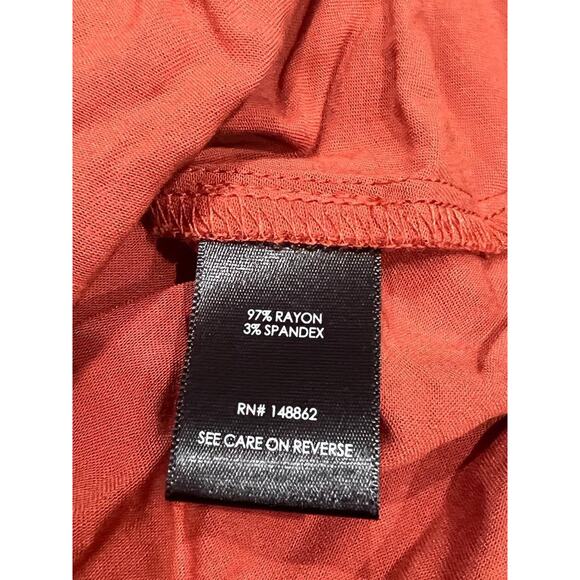 97% RAYON
3% SPANDEX
RN# 148862
SEE CARE ON REVERSE